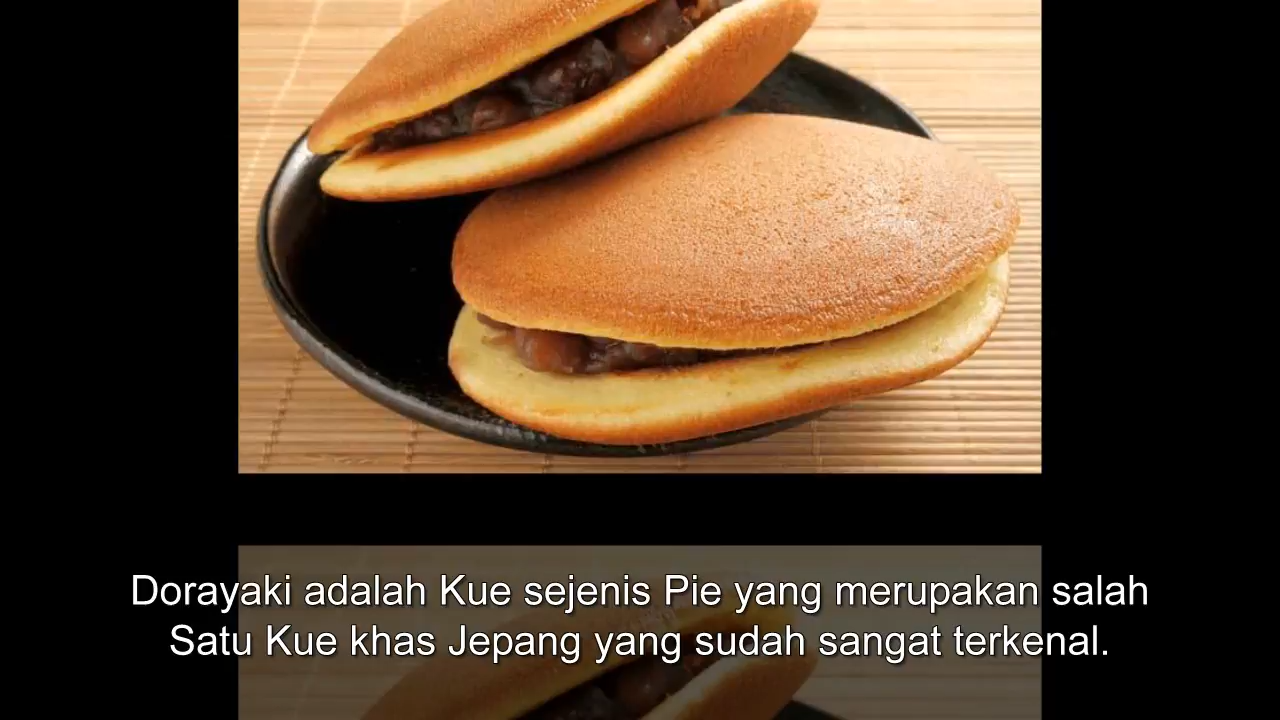 Dorayaki adalah Kue sejenis Pie yang merupakan salah
Satu Kue khas Jepang yang sudah sangat terkenal.